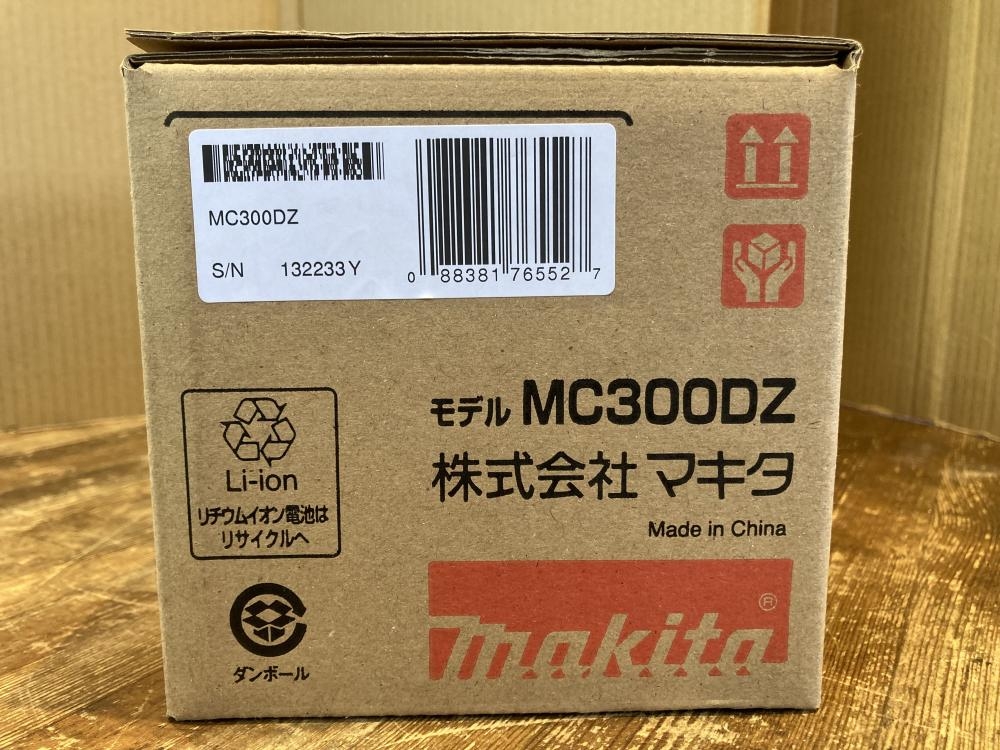 MC300DZ
S/N 132233Y
0 88381 76552 7
モデル MC300DZ
株式会社 マキタ
Made in China
makita ®
Li-ion
リチウムイオン電池は
リサイクルへ
ダンボール